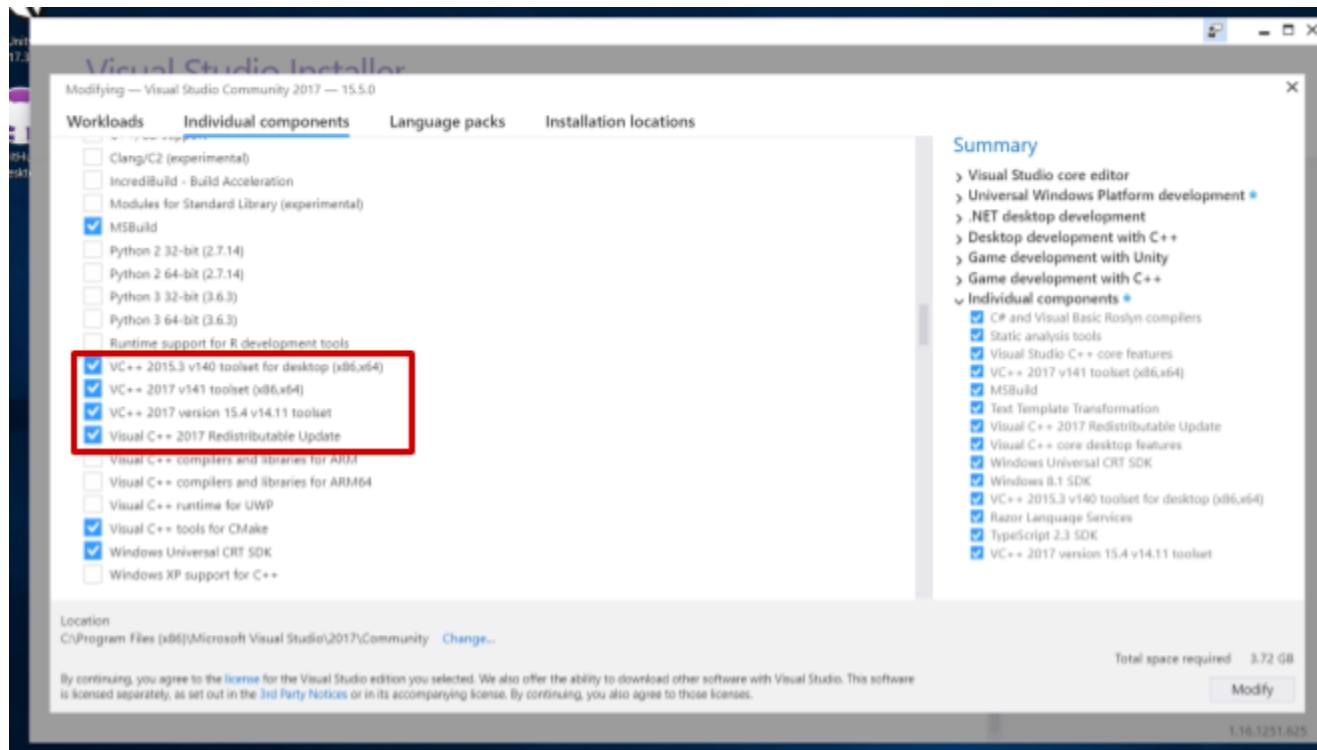 Visual Studio Installer
Modifying — Visual Studio Community 2017 — 15.5.0
Workloads Individual components Language packs Installation locations
Clang/C2 (experimental)
IncrediBuild - Build Acceleration
Modules for Standard Library (experimental)
MSBuild
Python 2 32-bit (2.7.14)
Python 2 64-bit (2.7.14)
Python 3 32-bit (3.6.3)
Python 3 64-bit (3.6.3)
Runtime support for R development tools
VC++ 2015.3 v140 toolset for desktop (x86,x64)
VC++ 2017 v141 toolset (x86,x64)
VC++ 2017 version 15.4 v14.11 toolset
Visual C++ 2017 Redistributable Update
Visual C++ compilers and libraries for ARM
Visual C++ compilers and libraries for ARM64
Visual C++ runtime for UWP
Visual C++ tools for CMake
Windows Universal CRT SDK
Windows XP support for C++
Summary
Visual Studio core editor
Universal Windows Platform development
.NET desktop development
Desktop development with C++
Game development with Unity
Game development with C++
Individual components
C# and Visual Basic Roslyn compilers
Static analysis tools
Visual Studio C++ core features
VC++ 2017 v141 toolset (x86,x64)
MSBuild
Text Template Transformation
Visual C++ 2017 Redistributable Update
Visual C++ core desktop features
Windows Universal CRT SDK
Windows 8.1 SDK
VC++ 2015.3 v140 toolset for desktop (x86,x64)
Razor Language Services
TypeScript 2.3 SDK
VC++ 2017 version 15.4 v14.11 toolset
Location
C:\Program Files (x86)\Microsoft Visual Studio\2017\Community Change...
Total space required 3.72 GB
By continuing, you agree to the license for the Visual Studio edition you selected. We also offer the ability to download other software with Visual Studio. This software
is licensed separately, as set out in the 3rd Party Notices or in its accompanying license. By continuing, you also agree to those licenses.
Modify
1.16.1251.625